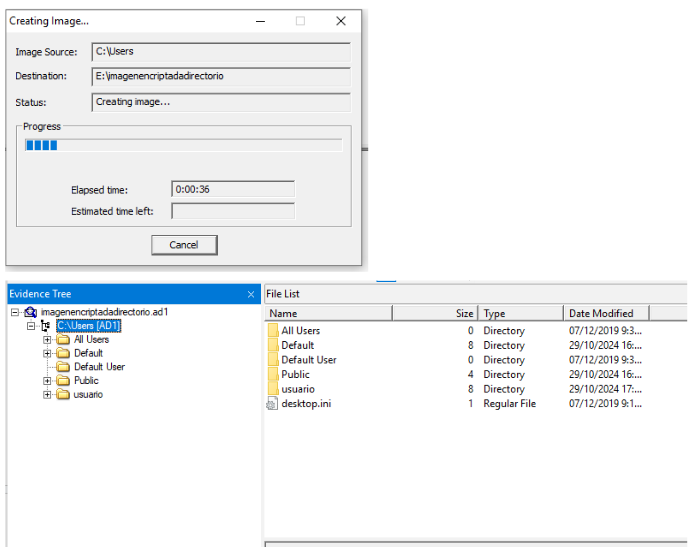 Creating Image...
Image Source: C:\Users
Destination: E:\imagenencriptadadirectorio
Status: Creating image...
Progress
Elapsed time: 0:00:36
Estimated time left:
Cancel
Evidence Tree
imagenencriptadadirectorio.ad1
C:\Users [AD1]
All Users
Default
Default User
Public
usuario
File List
Name Size Type Date Modified
All Users 0 Directory 07/12/2019 9:3...
Default 8 Directory 29/10/2024 16:...
Default User 0 Directory 07/12/2019 9:3...
Public 4 Directory 29/10/2024 16:...
usuario 8 Directory 29/10/2024 17:...
desktop.ini 1 Regular File 07/12/2019 9:1...